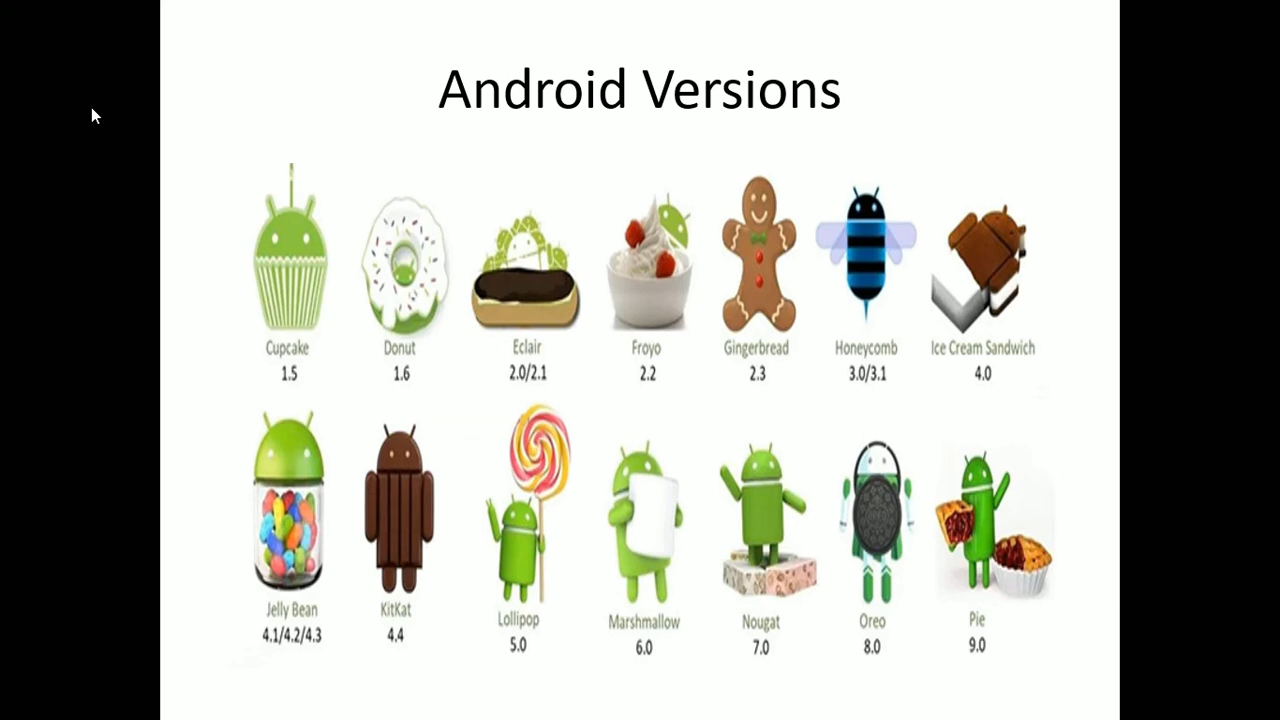 Android Versions
Cupcake Donut Eclair Froyo Gingerbread Honeycomb Ice Cream Sandwich
1.5 1.6 2.0/2.1 2.2 2.3 3.0/3.1 4.0
Jelly Bean KitKat Lollipop Marshmallow Nougat Oreo Pie
4.1/4.2/4.3 4.4 5.0 6.0 7.0 8.0 9.0